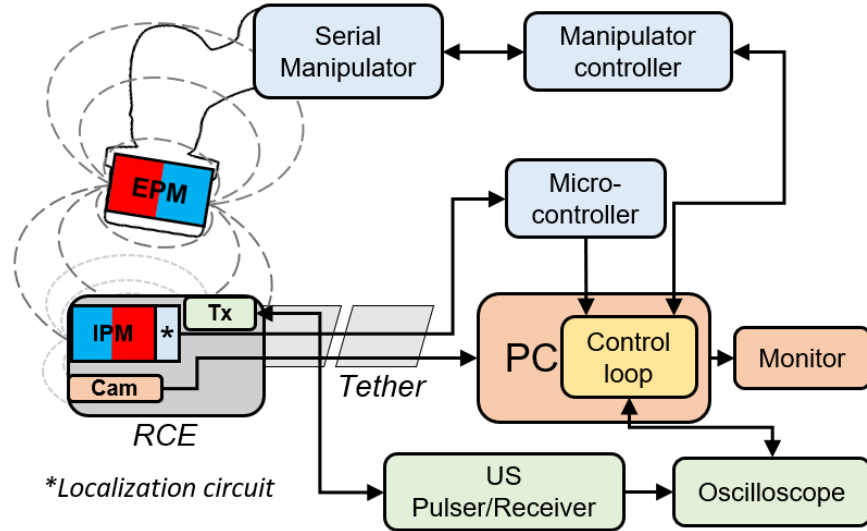 Serial
Manipulator
Manipulator
controller
EPM
Micro-
controller
IPM
*
Tx
Cam
RCE
Tether
PC
Control
loop
Monitor
*Localization circuit
US
Pulser/Receiver
Oscilloscope